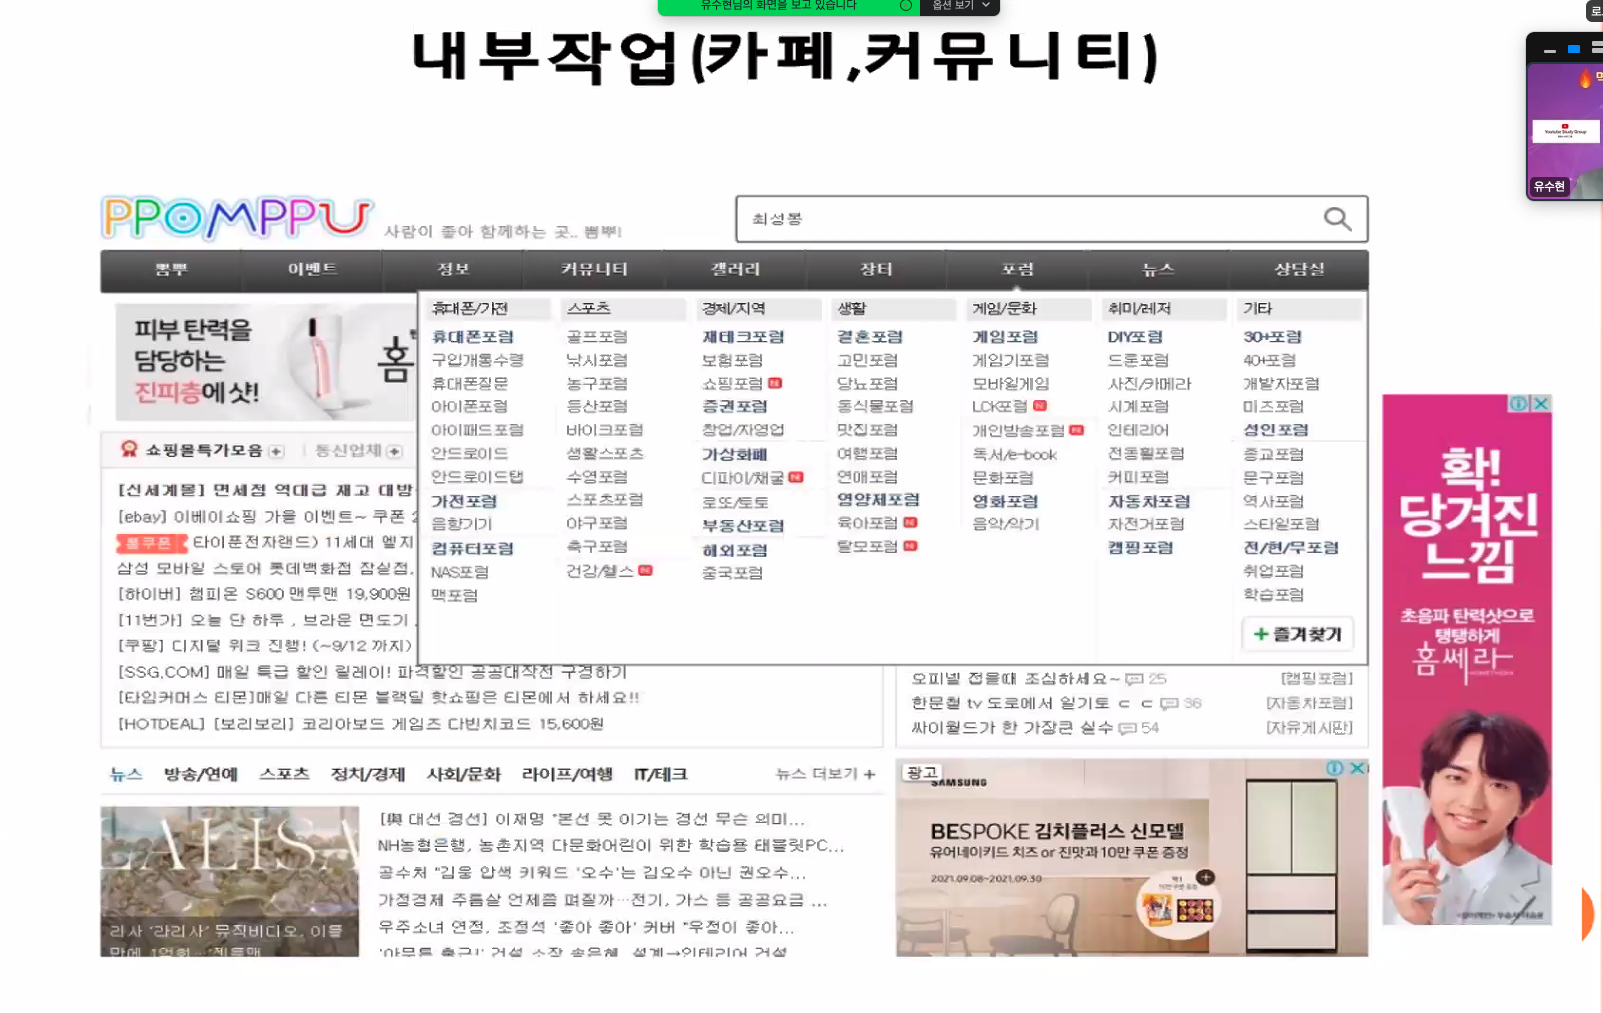 유수현님의 화면을 보고 있습니다
옵션 보기
내부작업(카페,커뮤니티)
Youtube Study Group
유수현
PPOMPPU
사람이 좋아 함께하는 곳.. 뽐뿌!
최성봉
뽐뿌 이벤트 정보 커뮤니티 갤러리 장터 포럼 뉴스 상담실
피부 탄력을
담당하는
진피층에 샷!
홈
휴대폰/가전
휴대폰포럼
구입개통수령
휴대폰질문
아이폰포럼
아이패드포럼
안드로이드
안드로이드탭
가전포럼
음향기기
컴퓨터포럼
NAS포럼
맥포럼
스포츠
골프포럼
낚시포럼
농구포럼
등산포럼
바이크포럼
생활스포츠
수영포럼
스포츠포럼
야구포럼
축구포럼
건강/헬스 N
경제/지역
재테크포럼
보험포럼
쇼핑포럼 N
증권포럼
창업/자영업
가상화폐
디파이/채굴 N
로또/토토
부동산포럼
해외포럼
중국포럼
생활
결혼포럼
고민포럼
당뇨포럼
동식물포럼
맛집포럼
여행포럼
연애포럼
영양제포럼
육아포럼 N
탈모포럼 N
게임/문화
게임포럼
게임기포럼
모바일게임
LCK포럼 N
개인방송포럼 N
독서/e-book
문화포럼
영화포럼
음악/악기
취미/레저
DIY포럼
드론포럼
사진/카메라
시계포럼
인테리어
전동휠포럼
커피포럼
자동차포럼
자전거포럼
캠핑포럼
기타
30+포럼
40+포럼
개발자포럼
미즈포럼
성인포럼
종교포럼
문구포럼
역사포럼
스타일포럼
전/현/무포럼
취업포럼
학습포럼
+ 즐겨찾기
쇼핑몰특가모음 + 통신업체 +
[신세계몰] 면세점 역대급 재고 대방
[ebay] 이베이쇼핑 가을 이벤트~ 쿠폰 2
몰쿠폰 타이푼전자랜드) 11세대 엘지
삼성 모바일 스토어 롯데백화점 잠실점,
[하이버] 챔피온 S600 맨투맨 19,900원
[11번가] 오늘 단 하루 , 브라운 면도기
[쿠팡] 디지털 위크 진행! (~9/12 까지)
[SSG.COM] 매일 특급 할인 릴레이! 파격할인 공공대작전 구경하기
[타임커머스 티몬]매일 다른 티몬 블랙딜 핫쇼핑은 티몬에서 하세요!!
[HOTDEAL] [보리보리] 코리아보드 게임즈 다빈치코드 15,600원
오피넬 접을때 조심하세요~ 25 [캠핑포럼]
한문철 tv 도로에서 일기토 ㄷ ㄷ 36 [자동차포럼]
싸이월드가 한 가장큰 실수 54 [자유게시판]
확!
당겨진
느낌
초음파 탄력샷으로
탱탱하게
홈쎄라
뉴스 방송/연예 스포츠 정치/경제 사회/문화 라이프/여행 IT/테크 뉴스 더보기 +
LALISA
리사 '라리사' 뮤직비디오, 이틀
[與 대선 경선] 이재명 "본선 못 이기는 경선 무슨 의미...
NH농협은행, 농촌지역 다문화어린이 위한 학습용 태블릿PC...
공수처 "김웅 압색 키워드 '오수'는 김오수 아닌 권오수...
가정경제 주름살 언제쯤 펴질까…전기, 가스 등 공공요금 ...
우주소녀 연정, 조정석 '좋아 좋아' 커버 "우정이 좋아...
광고
SAMSUNG
BESPOKE 김치플러스 신모델
유어네이키드 치즈 or 진맛과 10만 쿠폰 증정
2021.09.08~2021.09.30